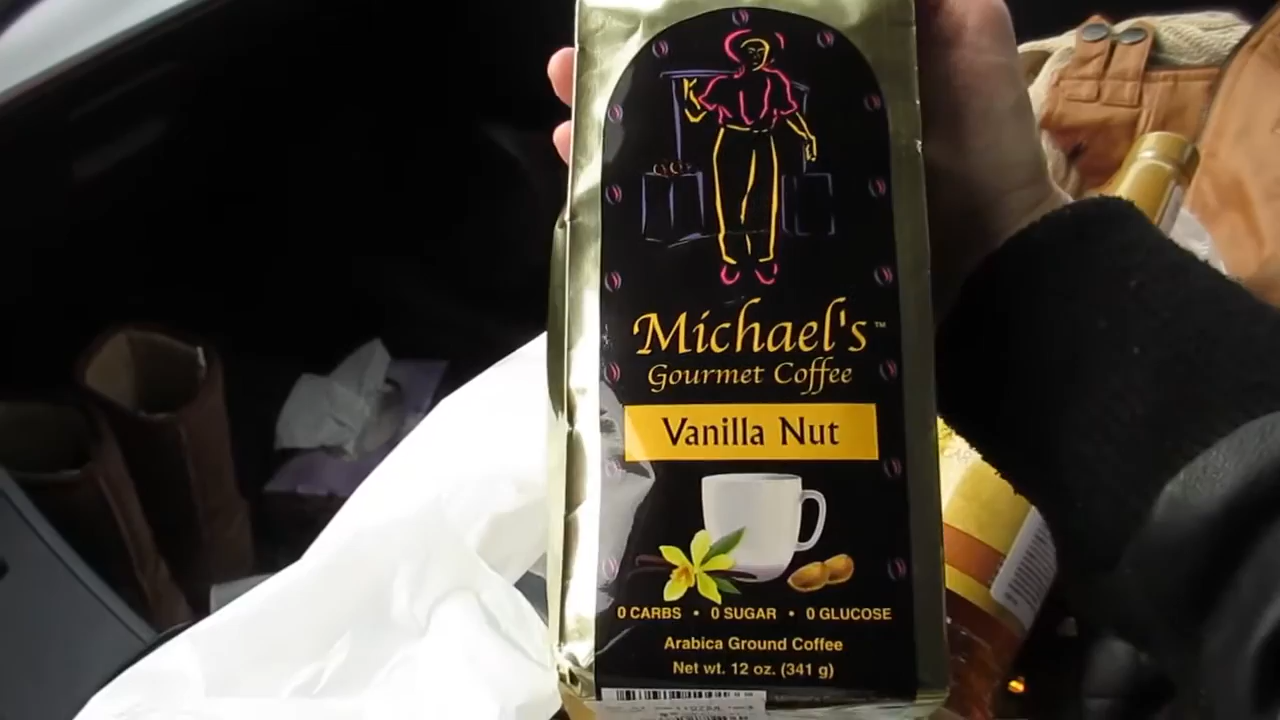 Michael's™
Gourmet Coffee
Vanilla Nut
0 CARBS • 0 SUGAR • 0 GLUCOSE
Arabica Ground Coffee
Net wt. 12 oz. (341 g)